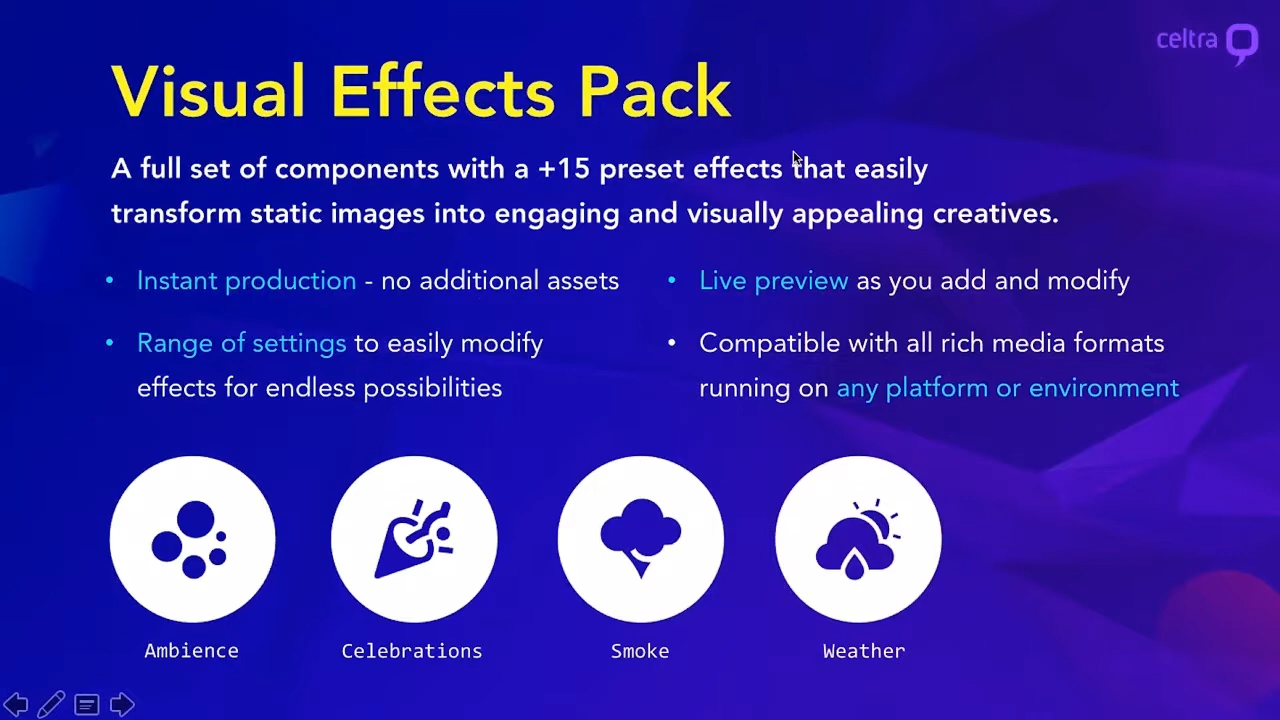 celtra
Visual Effects Pack
A full set of components with a +15 preset effects that easily
transform static images into engaging and visually appealing creatives.
• Instant production - no additional assets
• Range of settings to easily modify
effects for endless possibilities
• Live preview as you add and modify
• Compatible with all rich media formats
running on any platform or environment
Ambience
Celebrations
Smoke
Weather